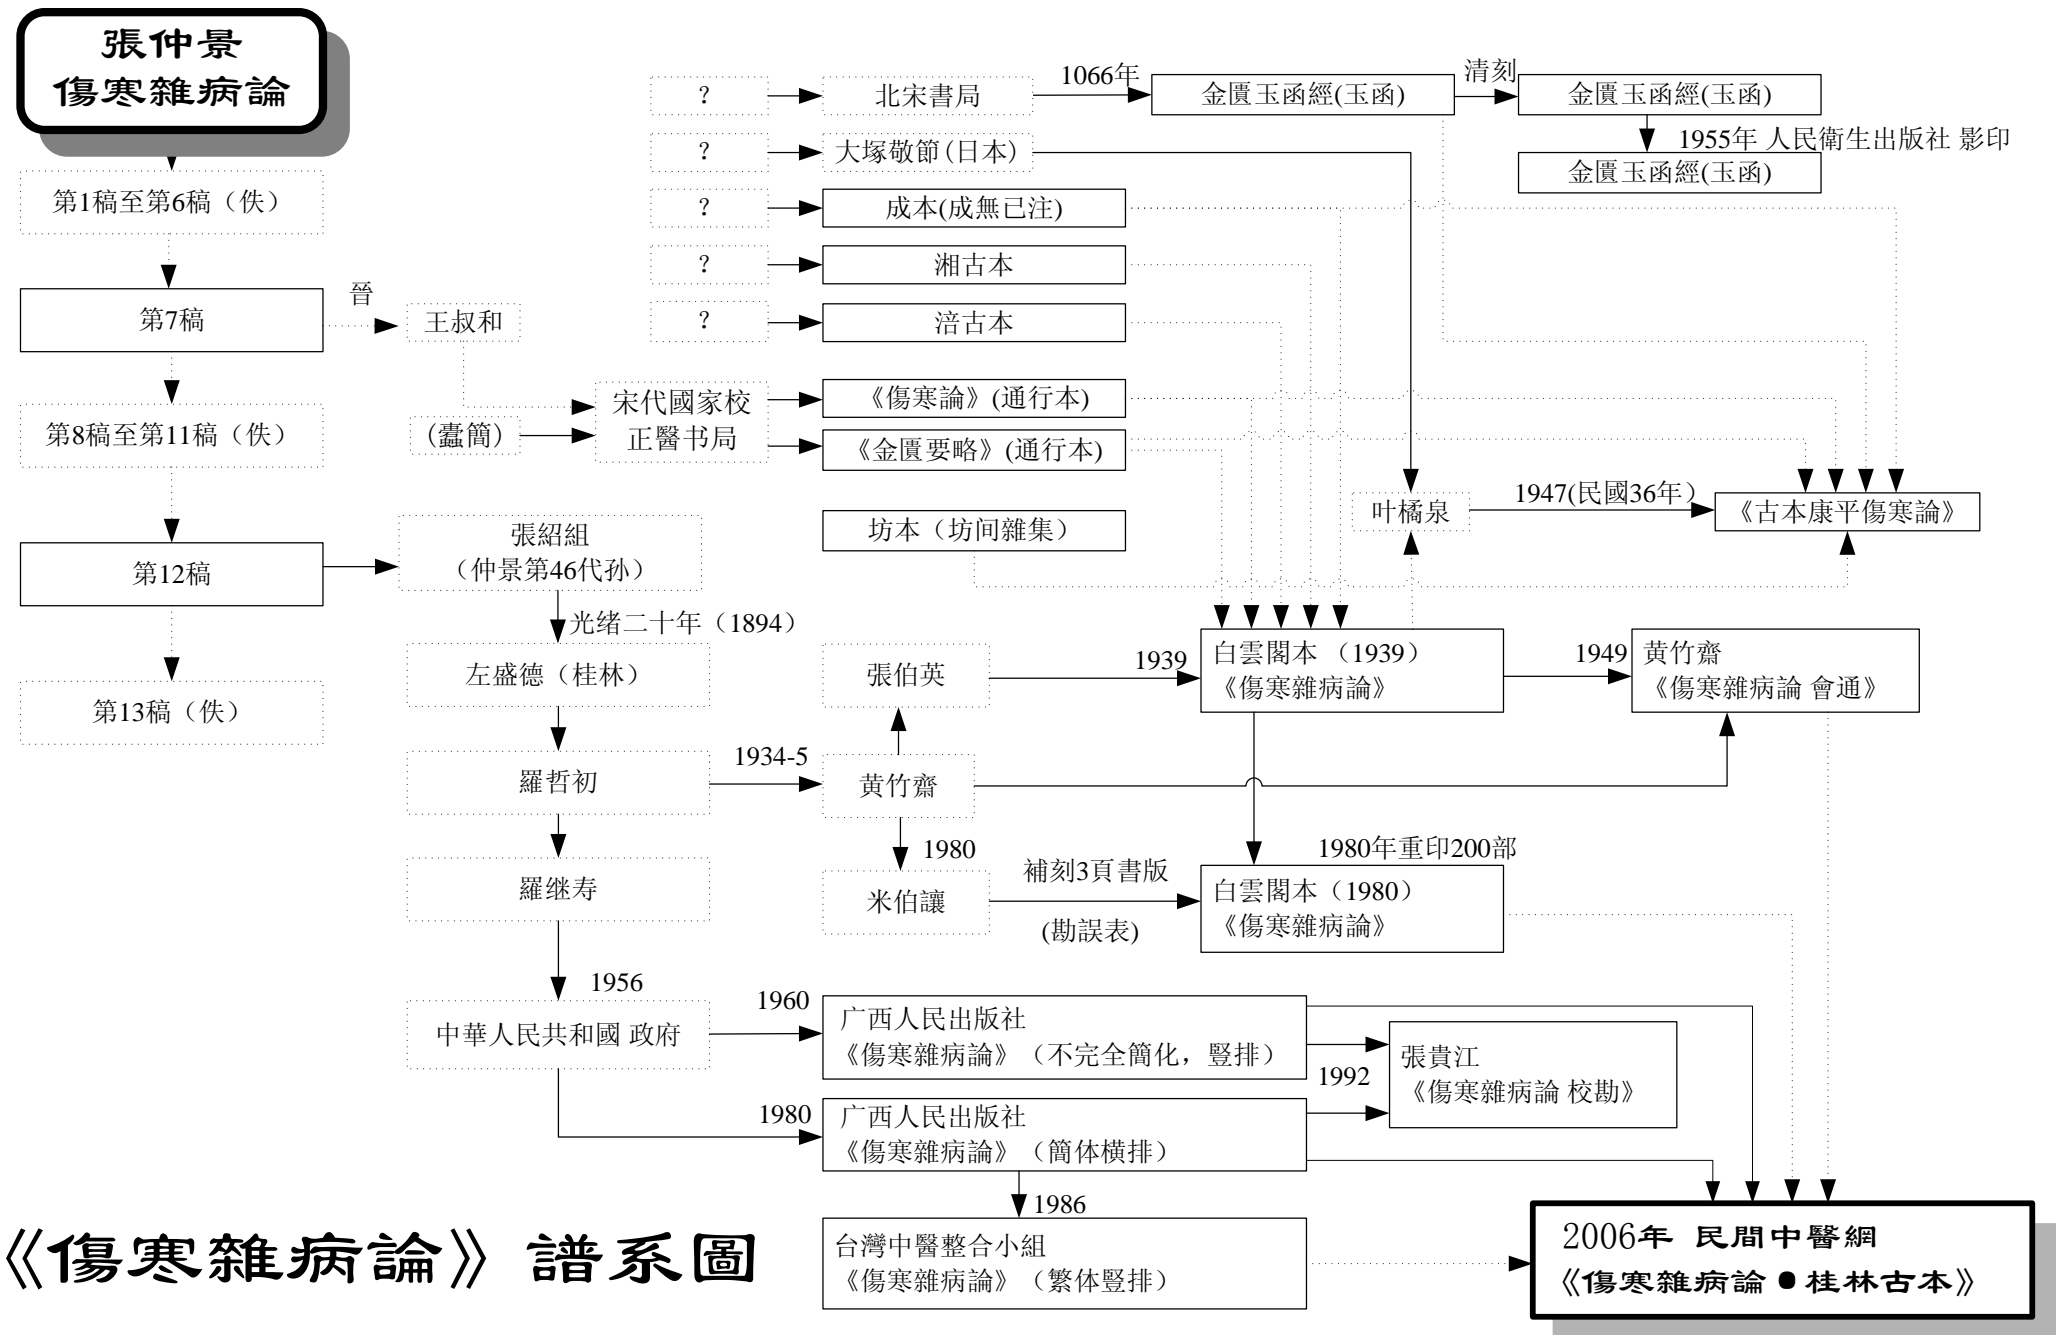 張仲景
傷寒雜病論
第1稿至第6稿（佚）
第7稿
晉
王叔和
第8稿至第11稿（佚）
(蠹簡)
宋代國家校
正醫书局
第12稿
張紹組
（仲景第46代孙）
光绪二十年（1894）
第13稿（佚）
左盛德（桂林）
羅哲初
1934-5
羅继寿
1956
中華人民共和國 政府
?
北宋書局
1066年
金匱玉函經(玉函)
清刻
金匱玉函經(玉函)
1955年 人民衛生出版社 影印
金匱玉函經(玉函)
?
大塚敬節(日本)
?
成本(成無已注)
?
湘古本
?
涪古本
《傷寒論》(通行本)
《金匱要略》(通行本)
坊本（坊间雜集）
叶橘泉
1947(民國36年)
《古本康平傷寒論》
張伯英
1939
白雲閣本 （1939）
《傷寒雜病論》
1949
黄竹齋
《傷寒雜病論 會通》
黄竹齋
1980
米伯讓
補刻3頁書版
(勘誤表)
1980年重印200部
白雲閣本（1980）
《傷寒雜病論》
1960
广西人民出版社
《傷寒雜病論》（不完全簡化，豎排）
1992
張貴江
《傷寒雜病論 校勘》
1980
广西人民出版社
《傷寒雜病論》（簡体横排）
1986
台灣中醫整合小組
《傷寒雜病論》（繁体竪排）
2006年 民間中醫網
《傷寒雜病論●桂林古本》
《傷寒雜病論》譜系圖